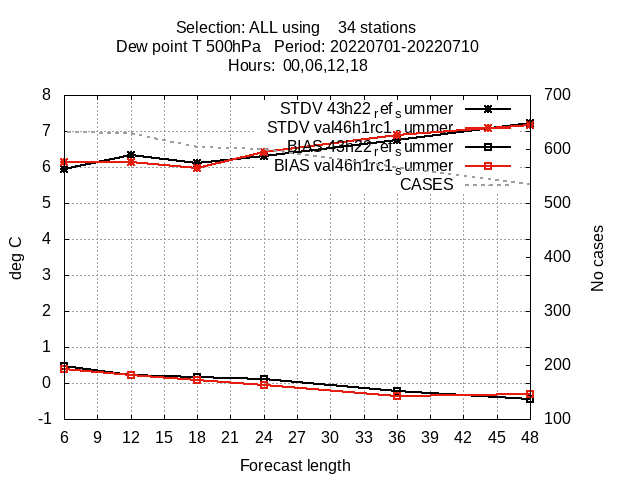 Selection: ALL using    34 stations
Dew point T 500hPa   Period: 20220701-20220710
Hours: 00,06,12,18
8 7 6 5 4 3 2 1 0 -1
deg C
STDV 43h22_ref_summer
STDV val46h1rc1_summer
BIAS 43h22_ref_summer
BIAS val46h1rc1_summer
CASES
700 600 500 400 300 200 100
No cases
6 9 12 15 18 21 24 27 30 33 36 39 42 45 48
Forecast length